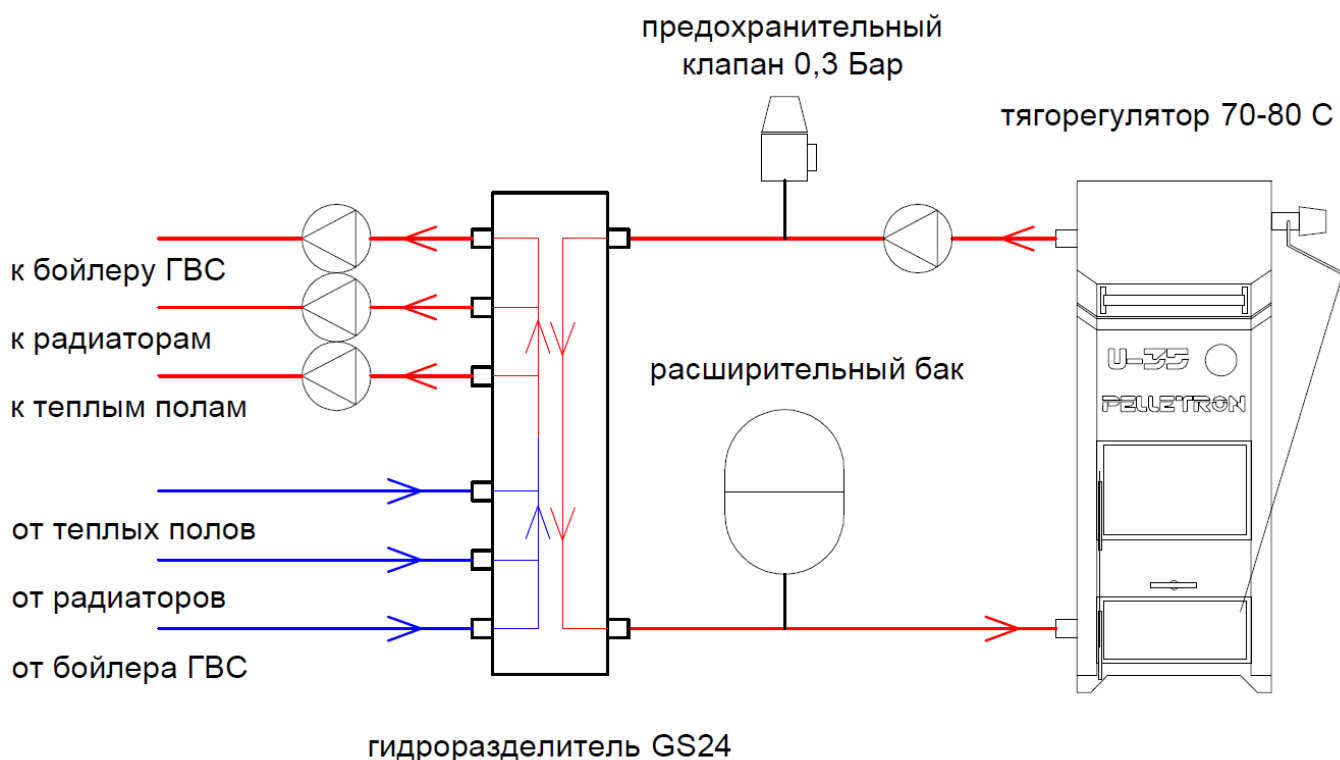 предохранительный
клапан 0,3 Бар
тягорегулятор 70-80 С
к бойлеру ГВС
к радиаторам
к теплым полам
расширительный бак
U-35
PELLETRON
от теплых полов
от радиаторов
от бойлера ГВС
гидроразделитель GS24